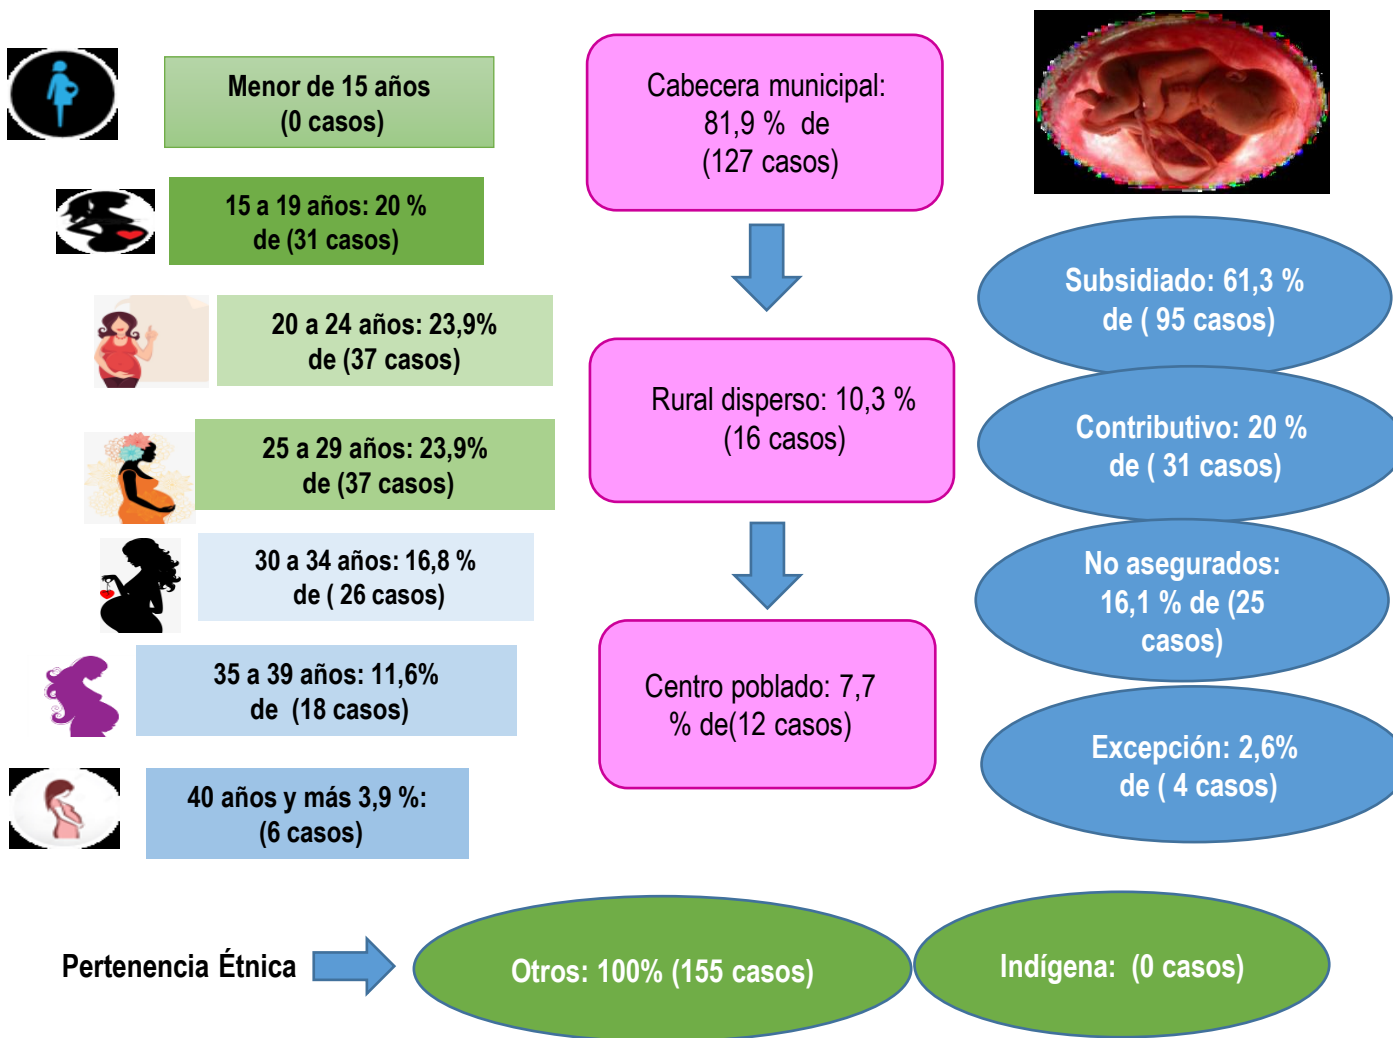 Menor de 15 años
(0 casos)
15 a 19 años: 20 %
de (31 casos)
20 a 24 años: 23,9%
de (37 casos)
25 a 29 años: 23,9%
de (37 casos)
30 a 34 años: 16,8 %
de ( 26 casos)
35 a 39 años: 11,6%
de (18 casos)
40 años y más 3,9 %:
(6 casos)
Cabecera municipal:
81,9 % de
(127 casos)
Rural disperso: 10,3 %
(16 casos)
Centro poblado: 7,7
% de(12 casos)
Subsidiado: 61,3 %
de ( 95 casos)
Contributivo: 20 %
de ( 31 casos)
No asegurados:
16,1 % de (25
casos)
Excepción: 2,6%
de ( 4 casos)
Pertenencia Étnica
Otros: 100% (155 casos)
Indígena: (0 casos)